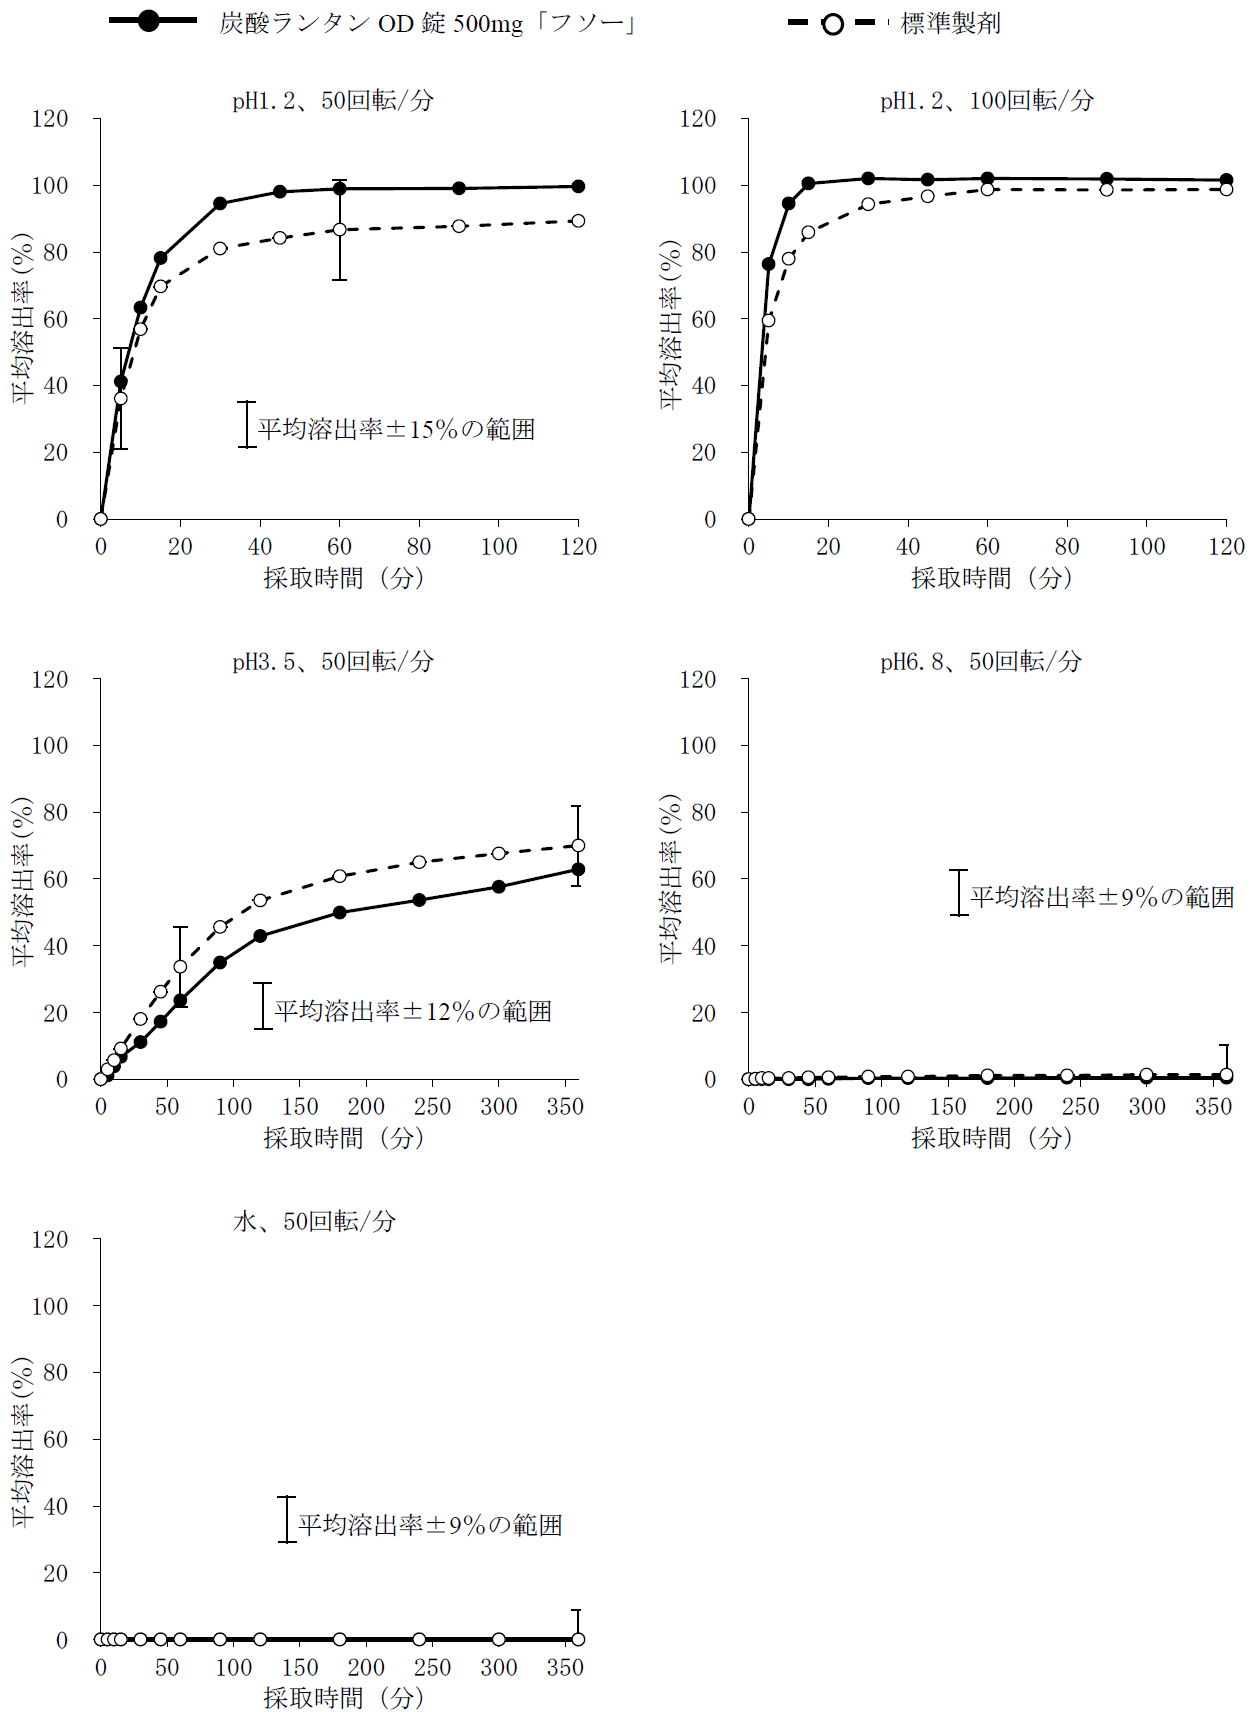 炭酸ランタン OD 錠 500mg「フソー」
標準製剤
pH1.2、50回転/分
120
100
80
60
40
20
0
平均溶出率(%)
平均溶出率±15%の範囲
0 20 40 60 80 100 120
採取時間（分）
pH1.2、100回転/分
120
100
80
60
40
20
0
平均溶出率(%)
0 20 40 60 80 100 120
採取時間（分）
pH3.5、50回転/分
120
100
80
60
40
20
0
平均溶出率(%)
平均溶出率±12%の範囲
0 50 100 150 200 250 300 350
採取時間（分）
pH6.8、50回転/分
120
100
80
60
40
20
0
平均溶出率(%)
平均溶出率±9%の範囲
0 50 100 150 200 250 300 350
採取時間（分）
水、50回転/分
120
100
80
60
40
20
0
平均溶出率(%)
平均溶出率±9%の範囲
0 50 100 150 200 250 300 350
採取時間（分）